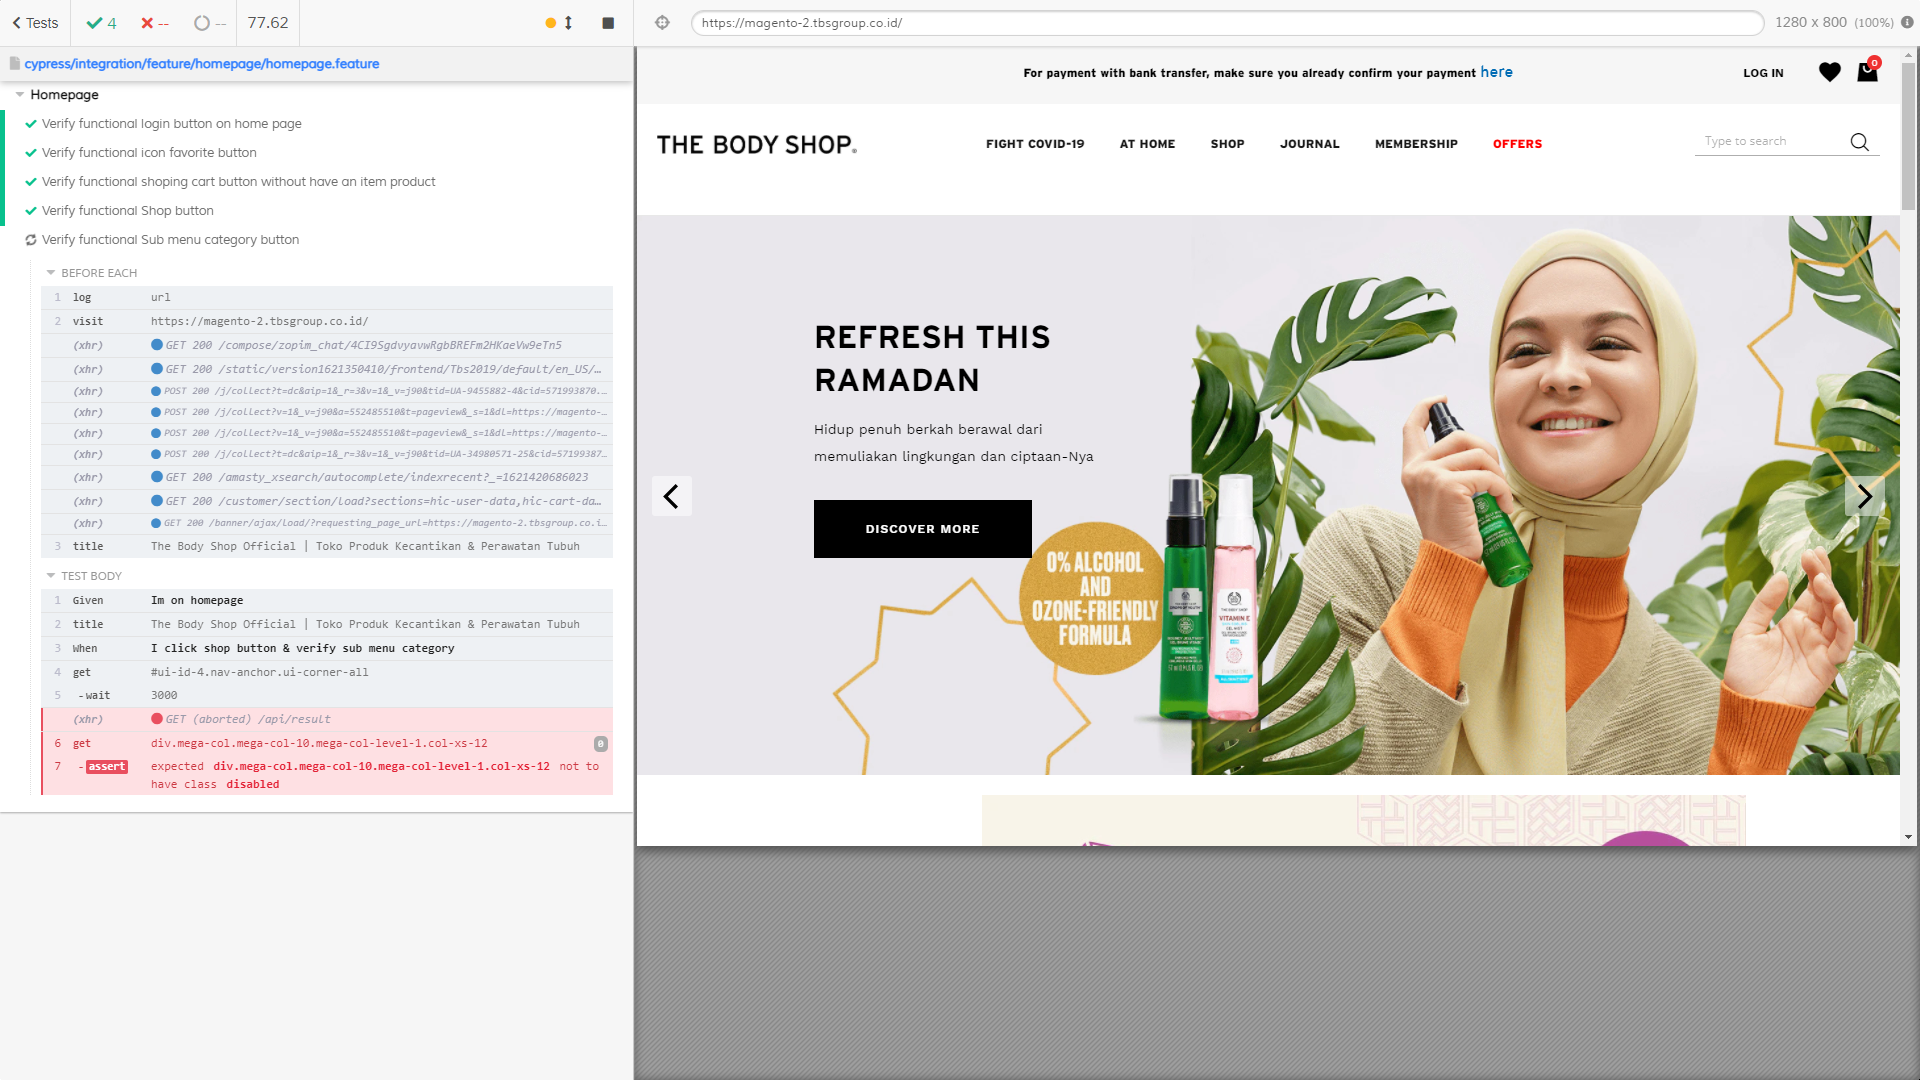 Tests
4
--
--
77.62
cypress/integration/feature/homepage/homepage.feature
Homepage
Verify functional login button on home page
Verify functional icon favorite button
Verify functional shoping cart button without have an item product
Verify functional Shop button
Verify functional Sub menu category button
BEFORE EACH
1 log url
2 visit https://magento-2.tbsgroup.co.id/
(xhr) GET 200 /compose/zopim_chat/4CI9SgdvyavwRgbBREFm2HKaeVw9eTn5
(xhr) GET 200 /static/version1621350410/frontend/Tbs2019/default/en_US/…
(xhr) POST 200 /j/collect?t=dc&aip=1&_r=3&v=1&_v=j90&tid=UA-9455882-4&cid=571993870.…
(xhr) POST 200 /j/collect?v=1&_v=j90&a=552485510&t=pageview&_s=1&dl=https://magento-…
(xhr) POST 200 /j/collect?v=1&_v=j90&a=552485510&t=pageview&_s=1&dl=https://magento-…
(xhr) POST 200 /j/collect?t=dc&aip=1&_r=3&v=1&_v=j90&tid=UA-34980571-25&cid=57199387…
(xhr) GET 200 /amasty_xsearch/autocomplete/indexrecent?_=1621420686023
(xhr) GET 200 /customer/section/load?sections=hic-user-data,hic-cart-da…
(xhr) GET 200 /banner/ajax/load/?requesting_page_url=https://magento-2.tbsgroup.co.i…
3 title The Body Shop Official | Toko Produk Kecantikan & Perawatan Tubuh
TEST BODY
1 Given Im on homepage
2 title The Body Shop Official | Toko Produk Kecantikan & Perawatan Tubuh
3 When I click shop button & verify sub menu category
4 get #ui-id-4.nav-anchor.ui-corner-all
5 -wait 3000
(xhr) GET (aborted) /api/result
6 get div.mega-col.mega-col-10.mega-col-level-1.col-xs-12 0
7 -assert expected div.mega-col.mega-col-10.mega-col-level-1.col-xs-12 not to
have class disabled
https://magento-2.tbsgroup.co.id/
1280 x 800 (100%)
For payment with bank transfer, make sure you already confirm your payment here
LOG IN
0
THE BODY SHOP®
FIGHT COVID-19 AT HOME SHOP JOURNAL MEMBERSHIP OFFERS
Type to search
REFRESH THIS
RAMADAN
Hidup penuh berkah berawal dari
memuliakan lingkungan dan ciptaan-Nya
DISCOVER MORE
0% ALCOHOL
AND
OZONE-FRIENDLY
FORMULA
VITAMIN E